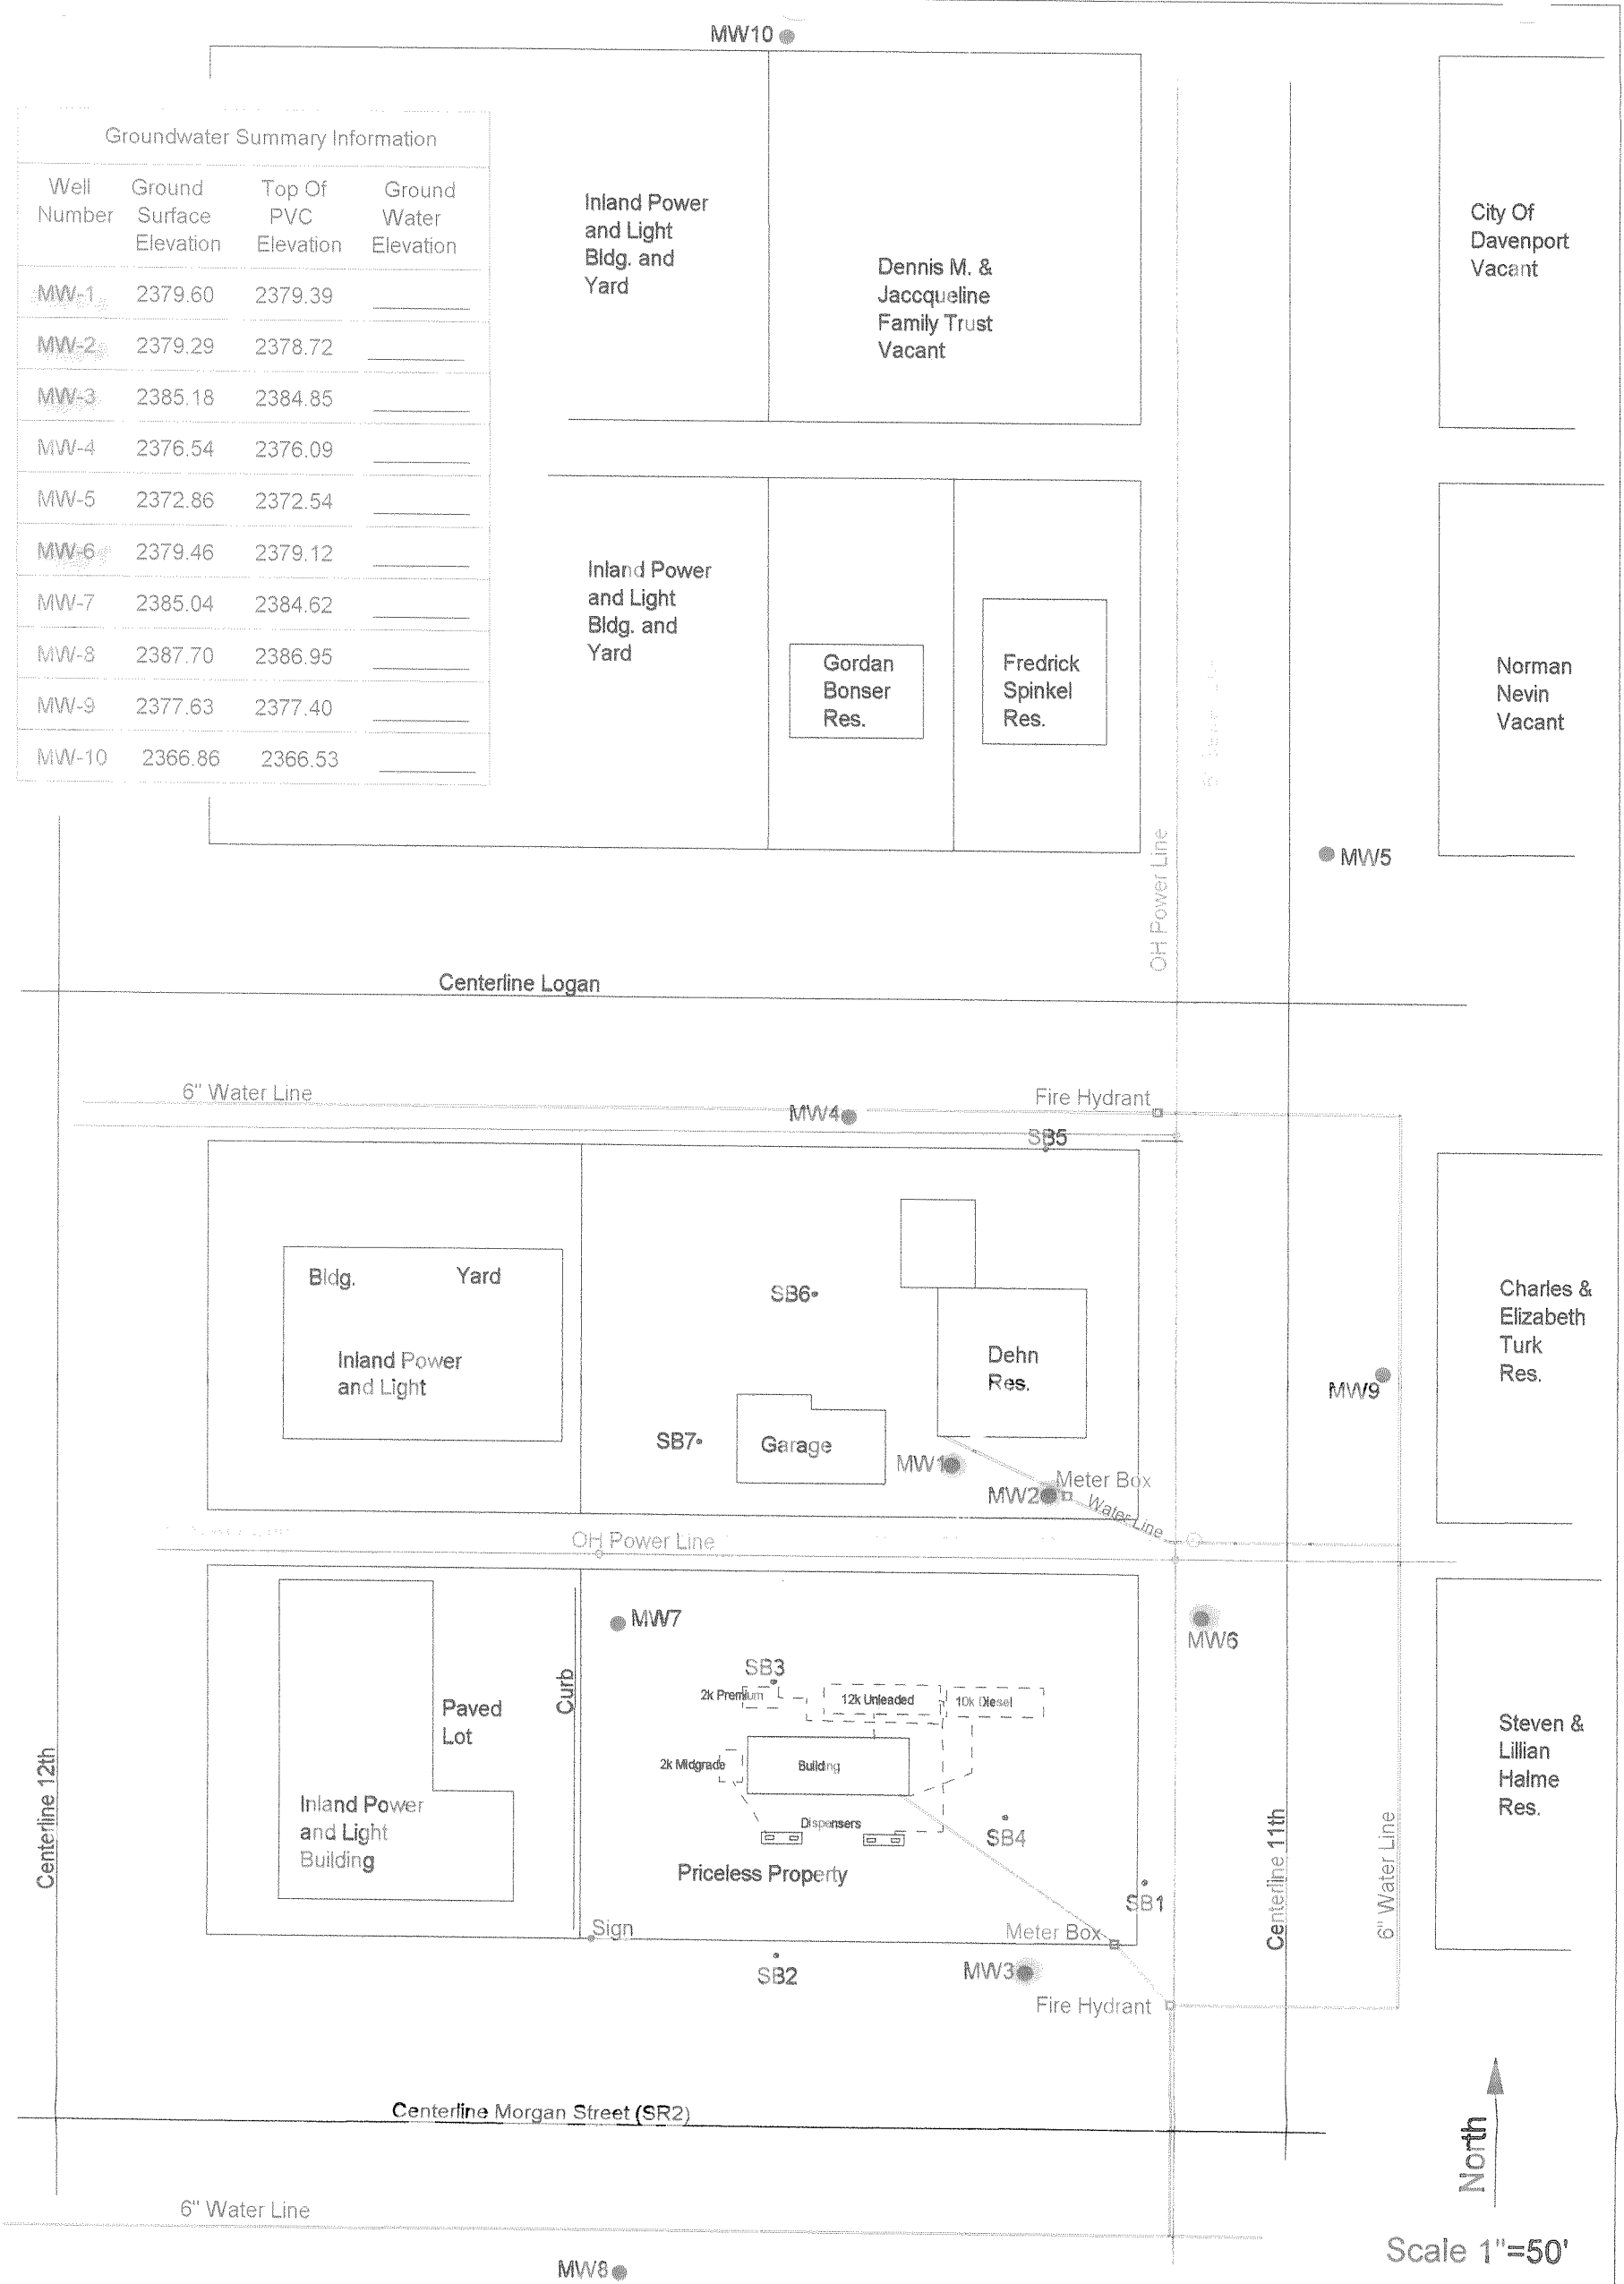 MW10
Groundwater Summary Information
Well Number
Ground Surface Elevation
Top Of PVC Elevation
Ground Water Elevation
MW-1 2379.60 2379.39
MW-2 2379.29 2378.72
MW-3 2385.18 2384.85
MW-4 2376.54 2376.09
MW-5 2372.86 2372.54
MW-6 2379.46 2379.12
MW-7 2385.04 2384.62
MW-8 2387.70 2386.95
MW-9 2377.63 2377.40
MW-10 2366.86 2366.53
Inland Power
and Light
Bldg. and
Yard
Dennis M. &
Jaccqueline
Family Trust
Vacant
City Of
Davenport
Vacant
Inland Power
and Light
Bldg. and
Yard
Gordan
Bonser
Res.
Fredrick
Spinkel
Res.
Norman
Nevin
Vacant
OH Power Line
MW5
Centerline Logan
6" Water Line
MW4
Fire Hydrant
SB5
Bldg. Yard
Inland Power
and Light
SB6
Dehn
Res.
Charles &
Elizabeth
Turk
Res.
MW9
SB7
Garage
MW1
MW2
Meter Box
Water Line
OH Power Line
MW7
MW6
SB3
2k Premium
12k Unleaded
10k Diesel
Curb
Paved
Lot
2k Midgrade
Building
Steven &
Lillian
Halme
Res.
Inland Power
and Light
Building
Dispensers
SB4
Priceless Property
SB1
Centerline 12th
Centerline 11th
6" Water Line
Sign
Meter Box
SB2
MW3
Fire Hydrant
Centerline Morgan Street (SR2)
North
6" Water Line
Scale 1"=50'
MW8